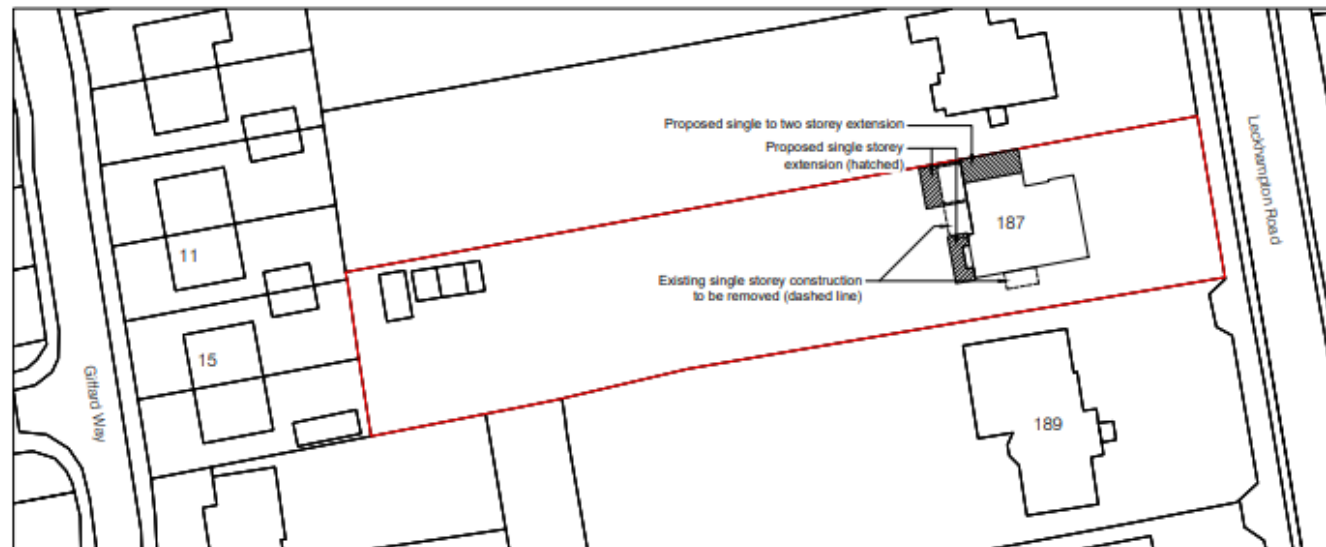 Proposed single to two storey extension
Proposed single storey
extension (hatched)
Leckhampton Road
187
11
Existing single storey construction
to be removed (dashed line)
15
Giffard Way
189